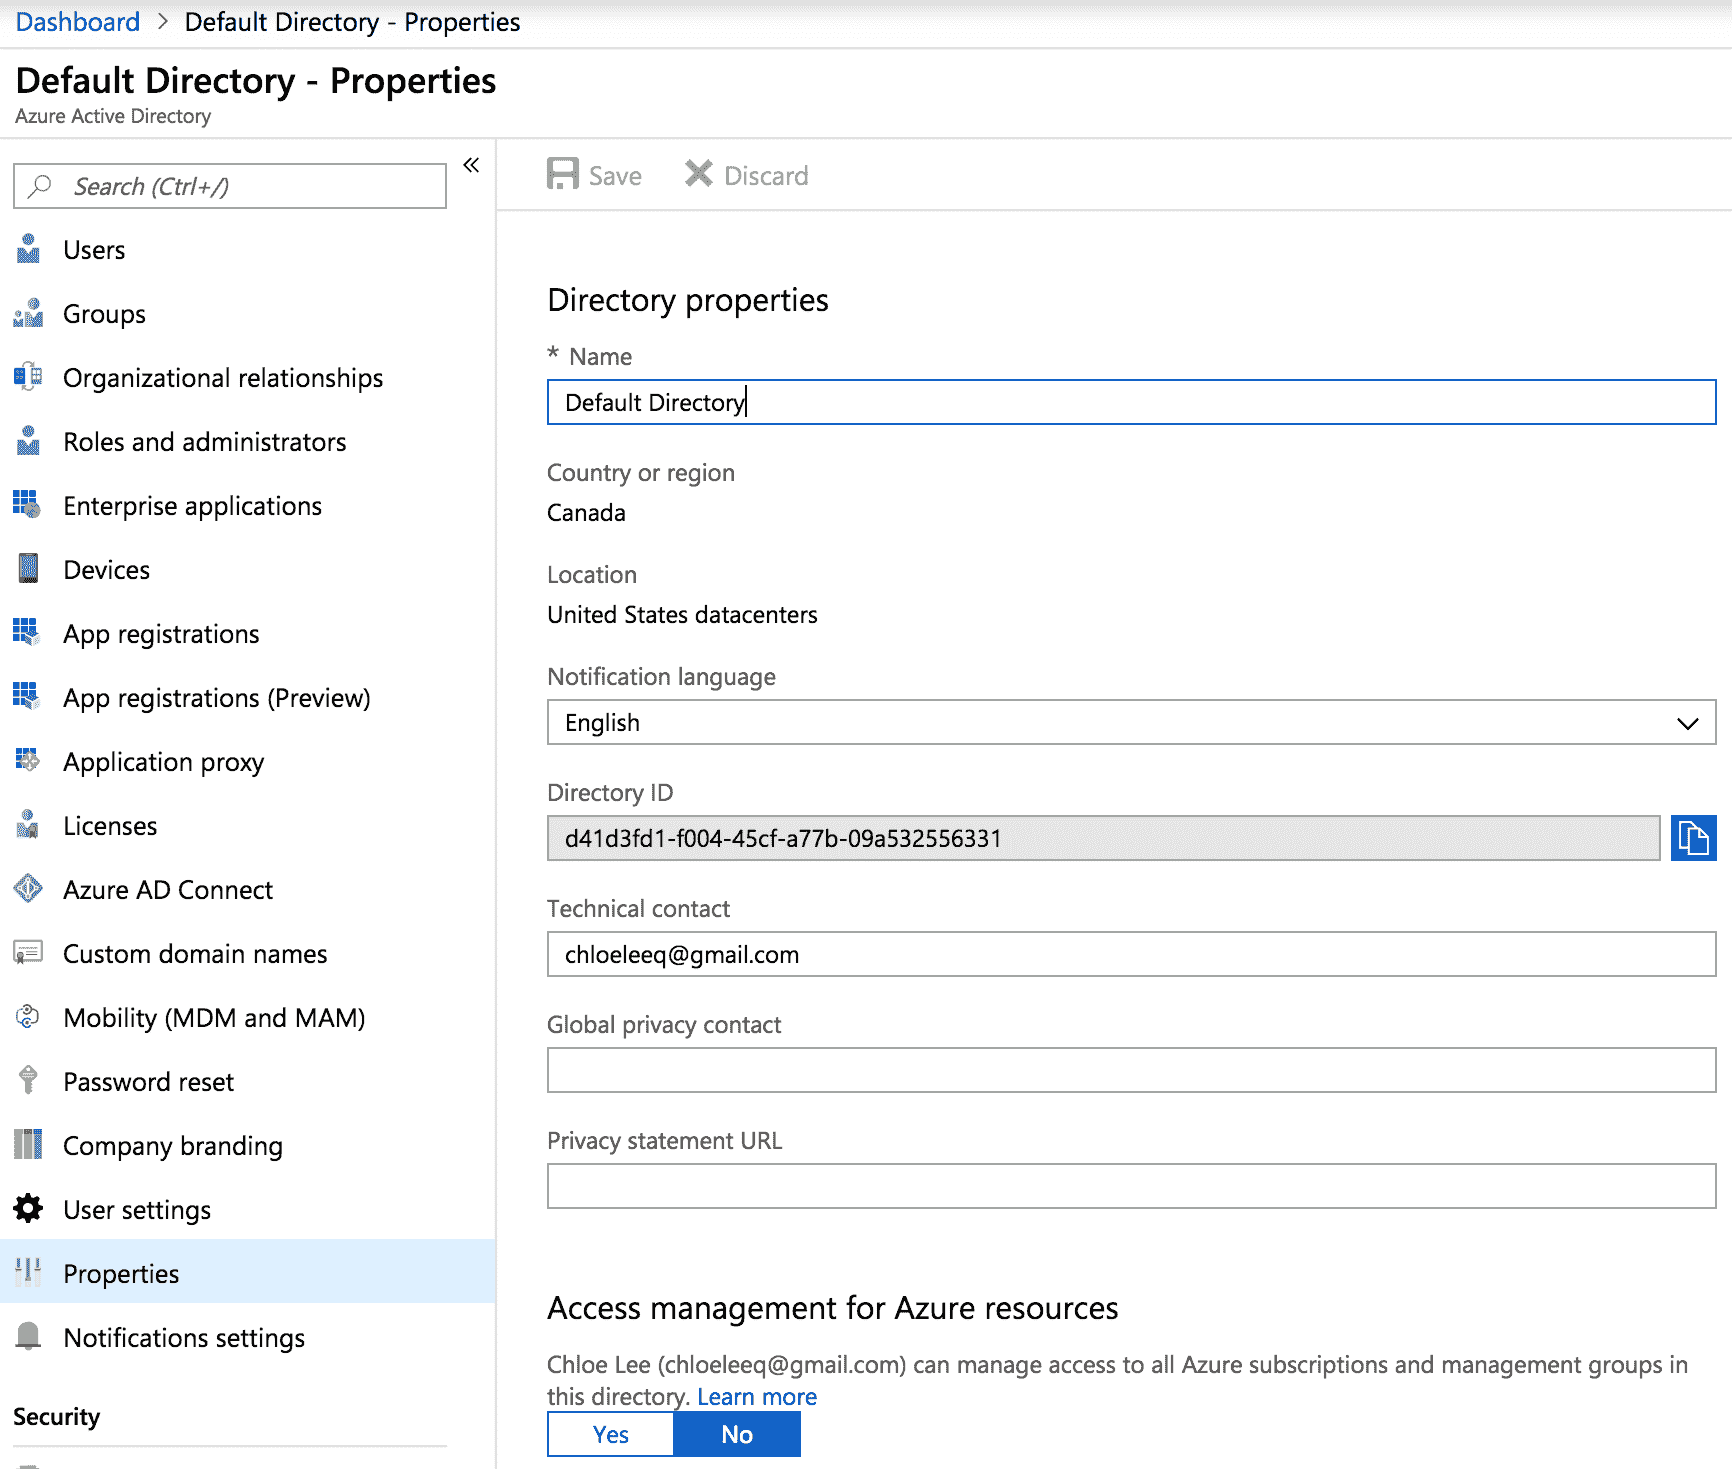 Dashboard > Default Directory - Properties
Default Directory - Properties
Azure Active Directory
Search (Ctrl+/)
«
Users
Groups
Organizational relationships
Roles and administrators
Enterprise applications
Devices
App registrations
App registrations (Preview)
Application proxy
Licenses
Azure AD Connect
Custom domain names
Mobility (MDM and MAM)
Password reset
Company branding
User settings
Properties
Notifications settings
Security
Save Discard
Directory properties
* Name
Default Directory
Country or region
Canada
Location
United States datacenters
Notification language
English
Directory ID
d41d3fd1-f004-45cf-a77b-09a532556331
Technical contact
chloeleeq@gmail.com
Global privacy contact
Privacy statement URL
Access management for Azure resources
Chloe Lee (chloeleeq@gmail.com) can manage access to all Azure subscriptions and management groups in
this directory. Learn more
Yes No